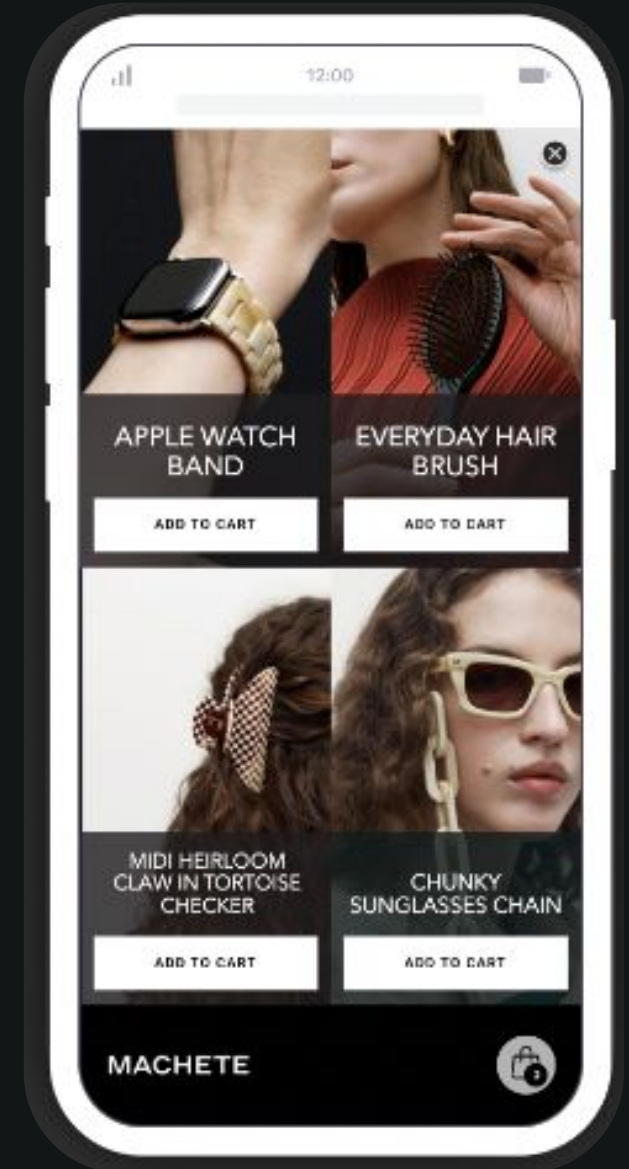 12:00
APPLE WATCH
BAND
ADD TO CART
EVERYDAY HAIR
BRUSH
ADD TO CART
MIDI HEIRLOOM
CLAW IN TORTOISE
CHECKER
ADD TO CART
CHUNKY
SUNGLASSES CHAIN
ADD TO CART
MACHETE